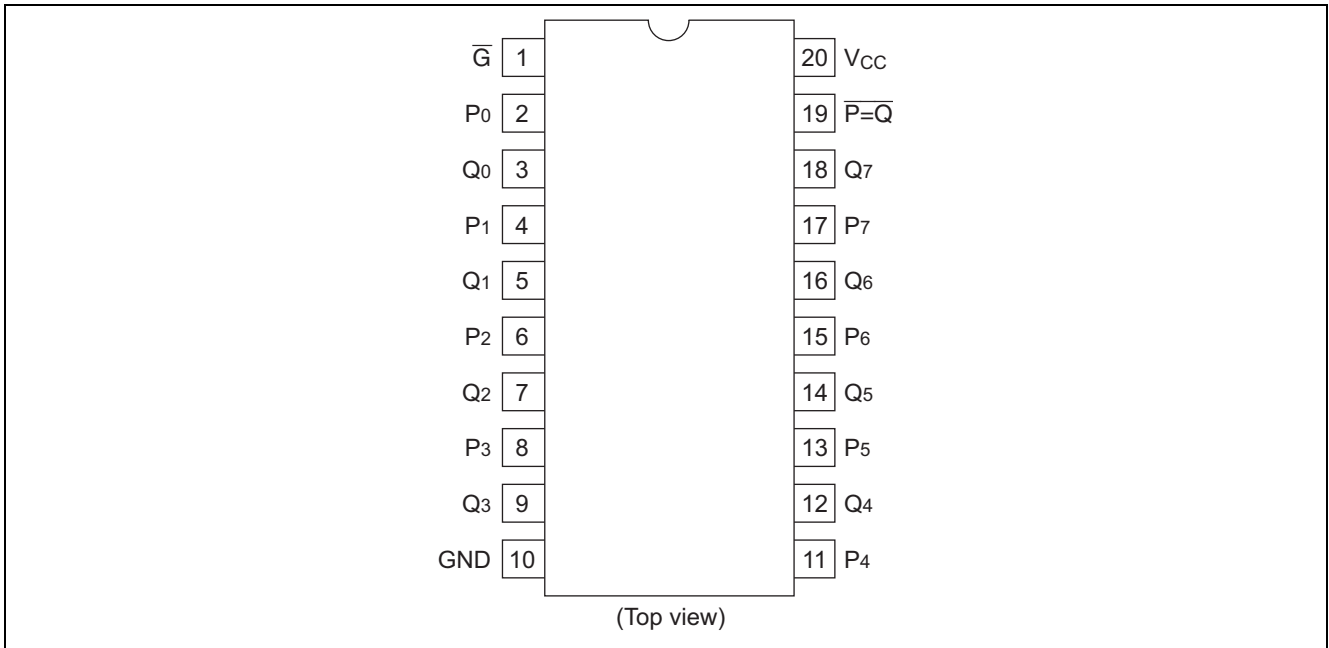 G̅ 1 20 VCC
P0 2 19 P̅=̅Q̅
Q0 3 18 Q7
P1 4 17 P7
Q1 5 16 Q6
P2 6 15 P6
Q2 7 14 Q5
P3 8 13 P5
Q3 9 12 Q4
GND 10 11 P4
(Top view)